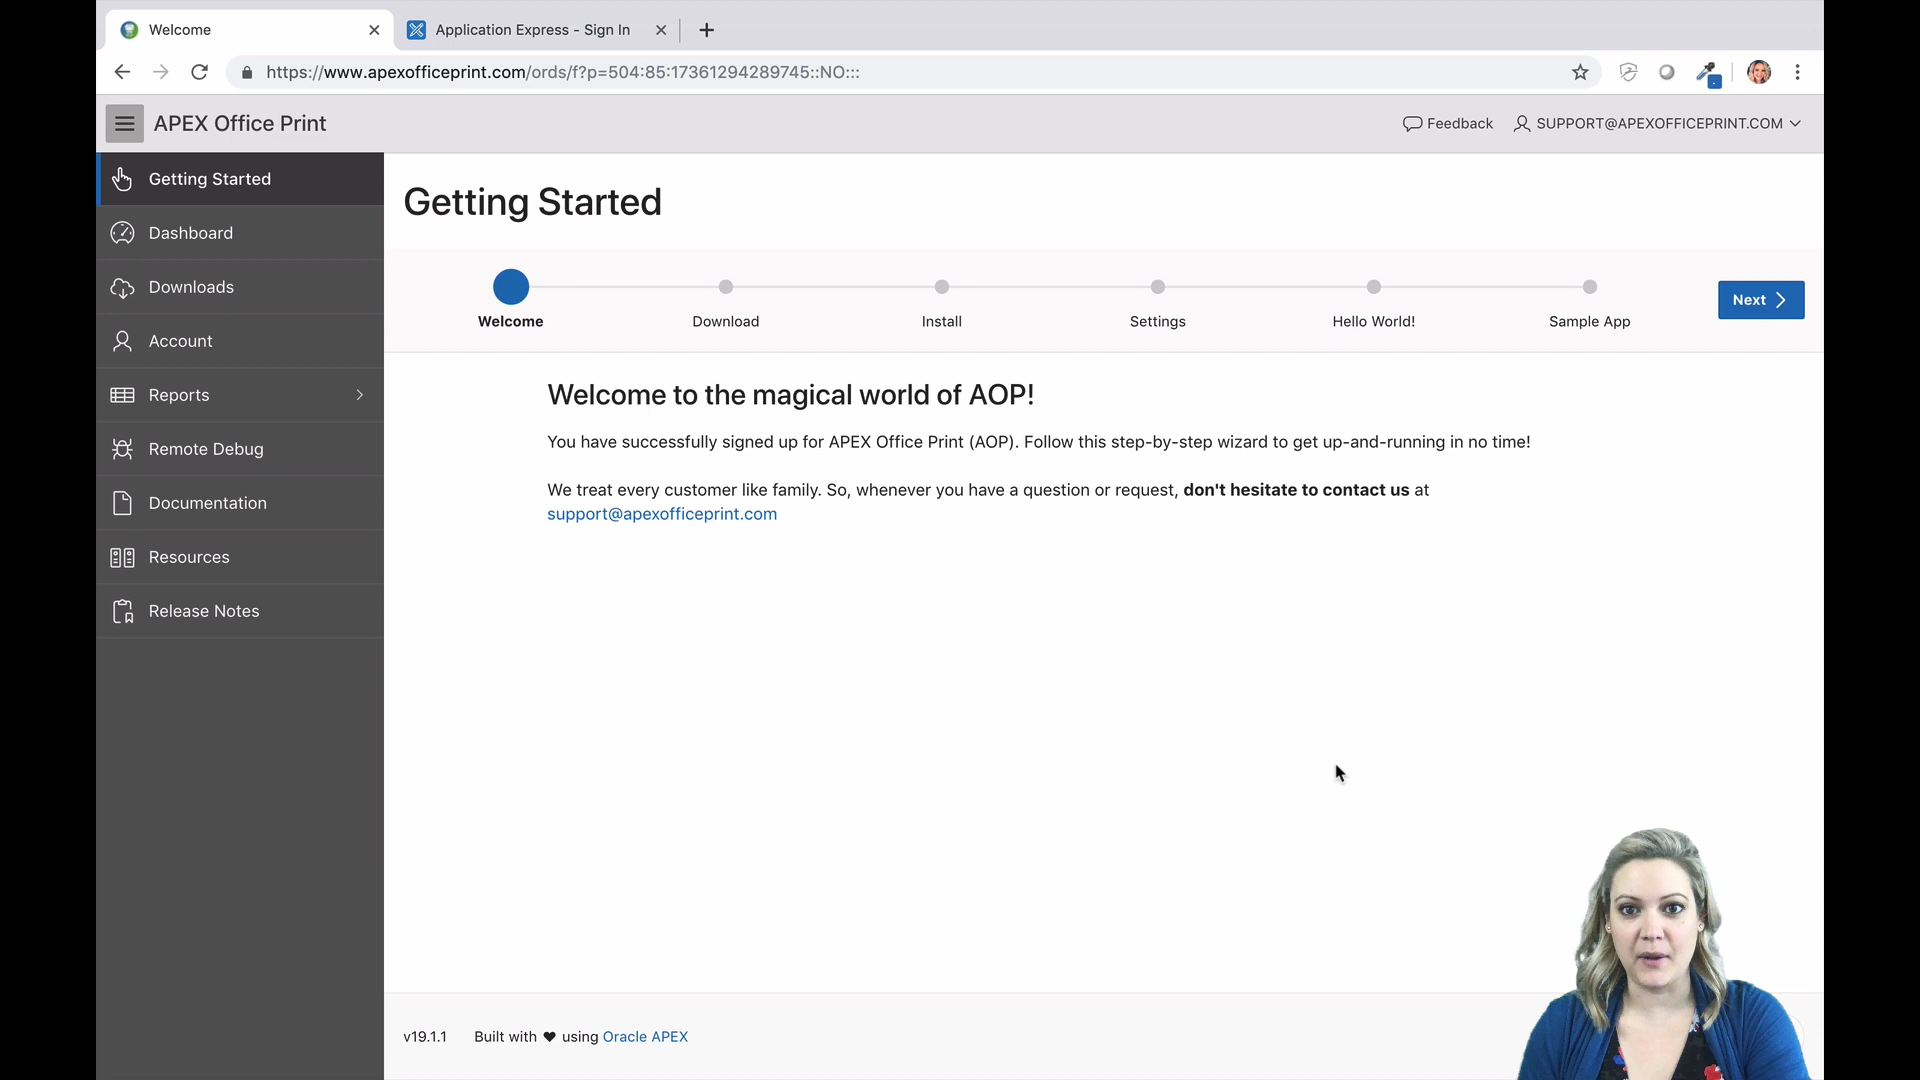 Welcome
Application Express - Sign In
https://www.apexofficeprint.com/ords/f?p=504:85:17361294289745::NO:::
APEX Office Print
Feedback
SUPPORT@APEXOFFICEPRINT.COM
Getting Started
Dashboard
Downloads
Account
Reports
Remote Debug
Documentation
Resources
Release Notes
Getting Started
Welcome
Download
Install
Settings
Hello World!
Sample App
Next
Welcome to the magical world of AOP!
You have successfully signed up for APEX Office Print (AOP). Follow this step-by-step wizard to get up-and-running in no time!
We treat every customer like family. So, whenever you have a question or request, don't hesitate to contact us at
support@apexofficeprint.com
v19.1.1
Built with ♥ using Oracle APEX